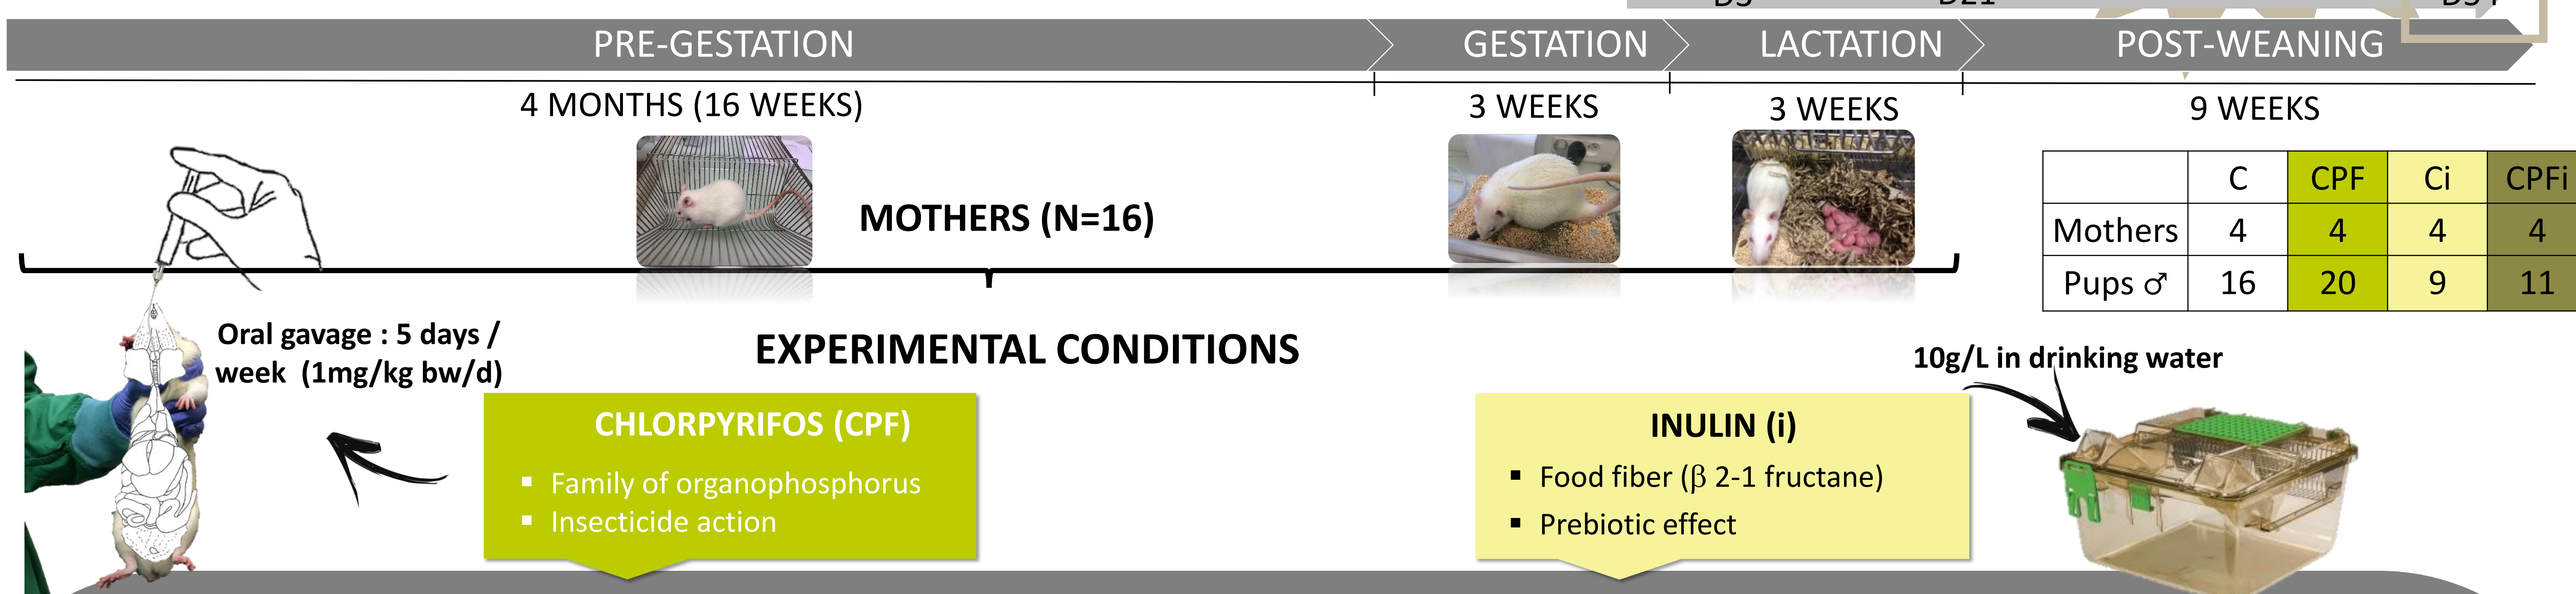 D3 D21
PRE-GESTATION GESTATION LACTATION POST-WEANING
4 MONTHS (16 WEEKS) 3 WEEKS 3 WEEKS 9 WEEKS
C CPF Ci CPFi
Mothers 4 4 4 4
Pups ♂ 16 20 9 11
MOTHERS (N=16)
Oral gavage : 5 days /
week (1mg/kg bw/d)
EXPERIMENTAL CONDITIONS
10g/L in drinking water
CHLORPYRIFOS (CPF)
▪ Family of organophosphorus
▪ Insecticide action
INULIN (i)
▪ Food fiber (β 2-1 fructane)
▪ Prebiotic effect